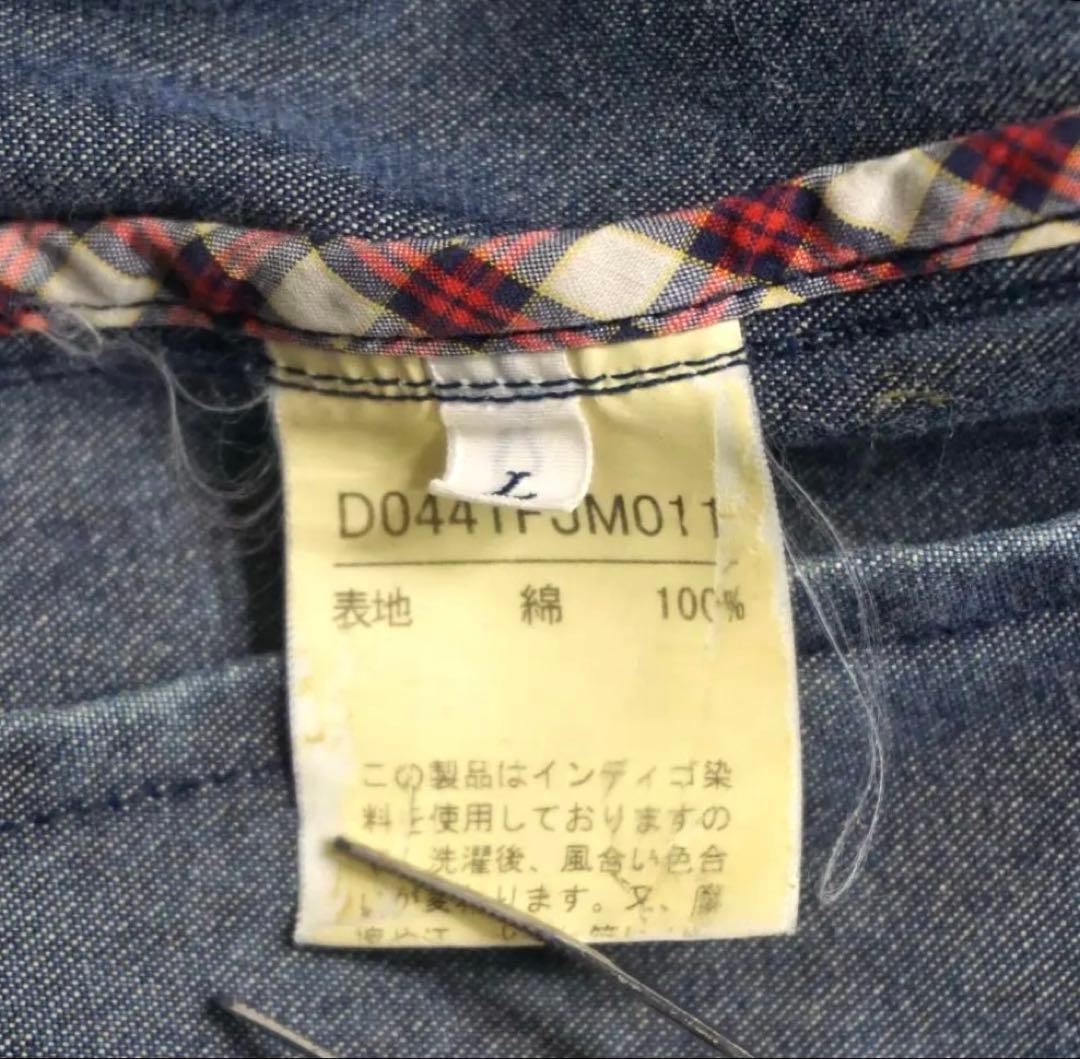 L
D0441FJM011
表地 綿 100%
この製品はインディゴ染
料を使用しておりますの
洗濯後、風合い色合
いが変わります。又、摩